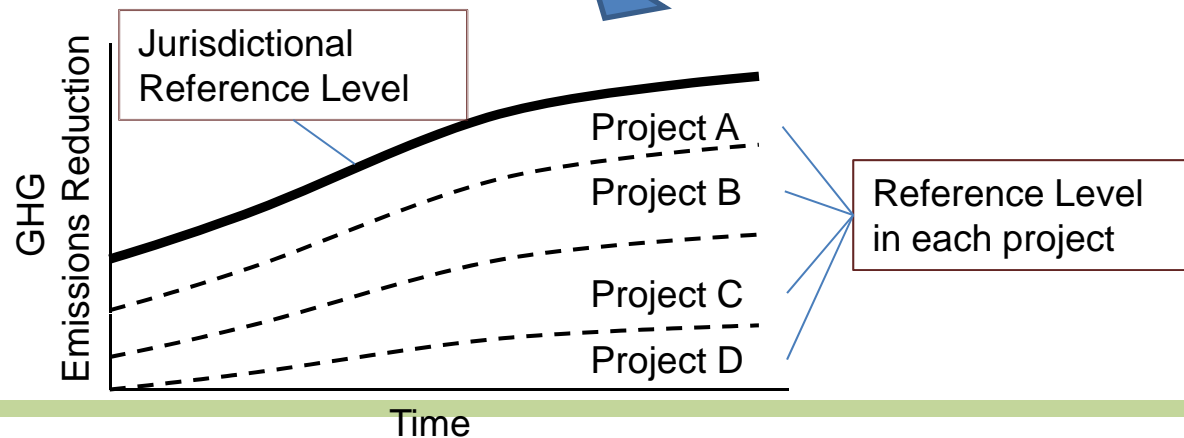 Jurisdictional
Reference Level
GHG
Emissions Reduction
Project A
Project B
Project C
Project D
Reference Level
in each project
Time